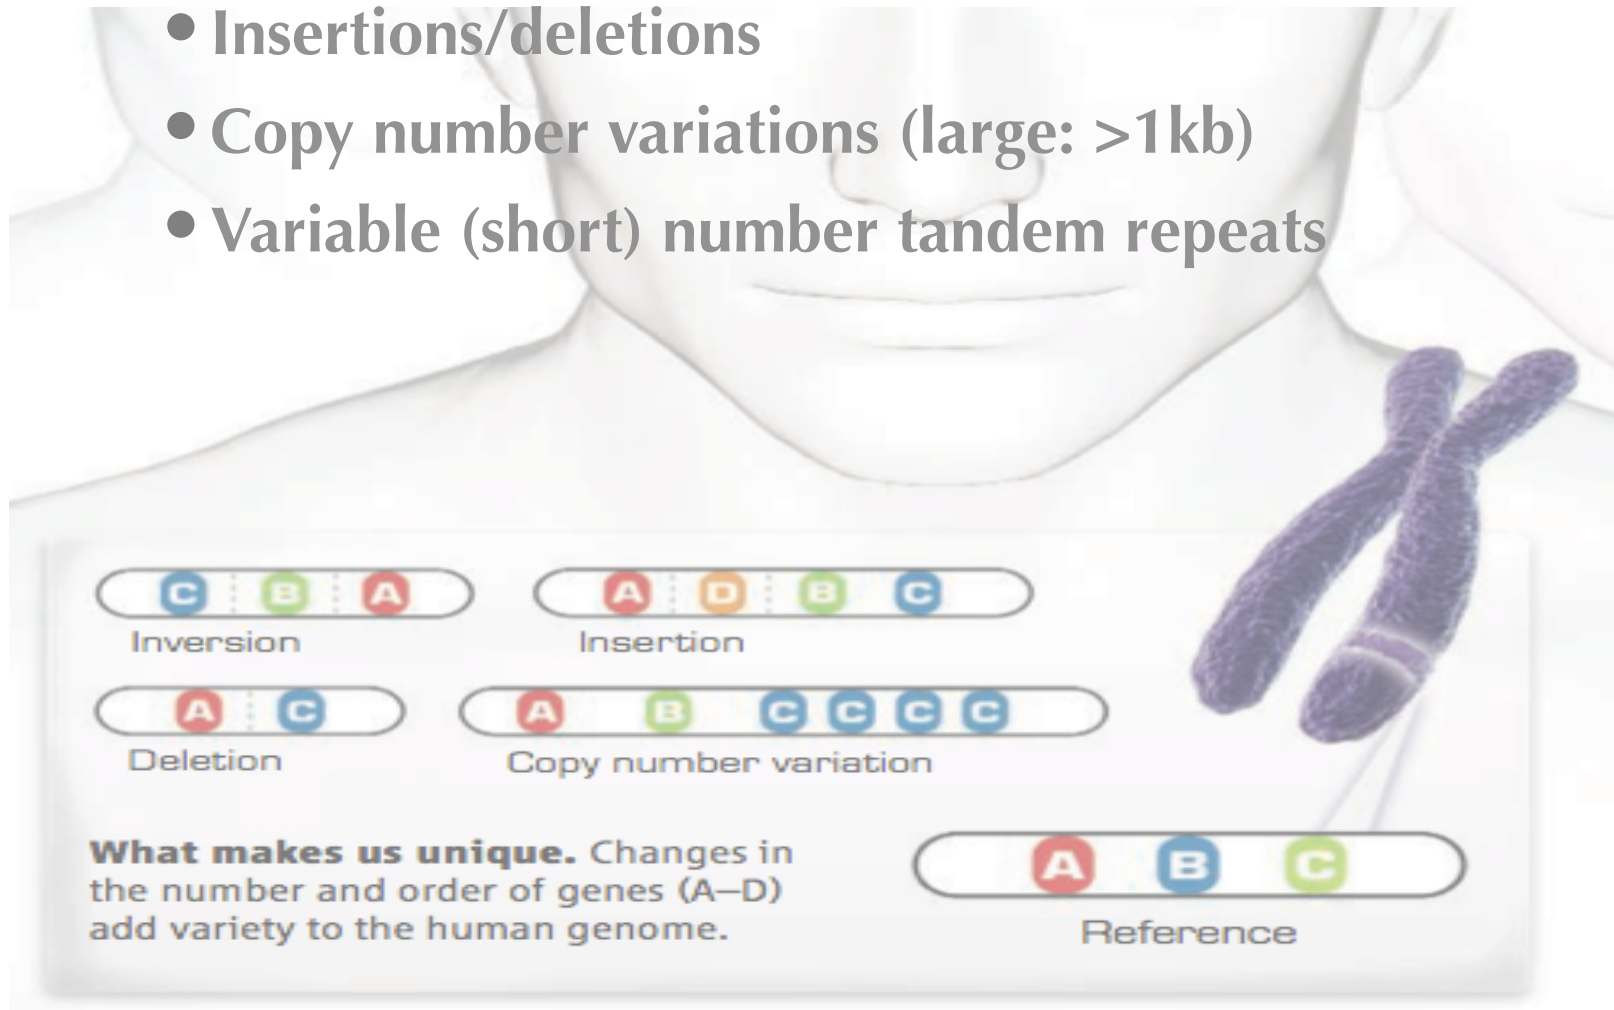 • Insertions/deletions
• Copy number variations (large: >1kb)
• Variable (short) number tandem repeats
C B A
Inversion
A D B C
Insertion
A C
Deletion
A B C C C C
Copy number variation
What makes us unique. Changes in
the number and order of genes (A–D)
add variety to the human genome.
A B C
Reference